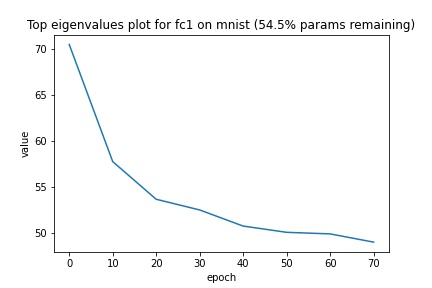 Top eigenvalues plot for fc1 on mnist (54.5% params remaining)
70
65
60
55
50
value
0 10 20 30 40 50 60 70
epoch